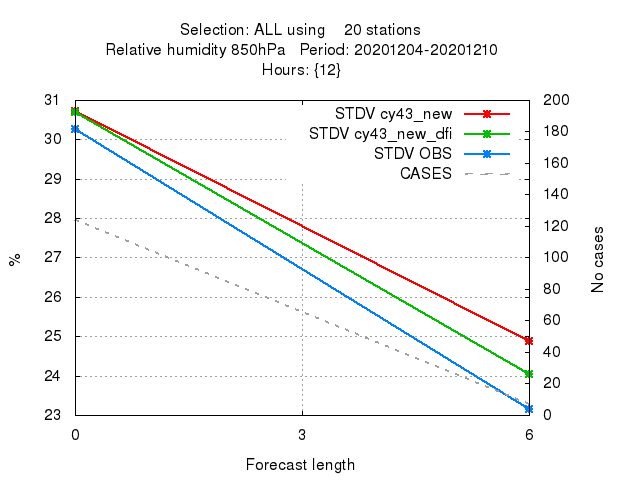 Selection: ALL using    20 stations
Relative humidity 850hPa   Period: 20201204-20201210
Hours: {12}
STDV cy43_new
STDV cy43_new_dfi
STDV OBS
CASES
31
30
29
28
27
26
25
24
23
%
200
180
160
140
120
100
80
60
40
20
0
No cases
0
3
6
Forecast length